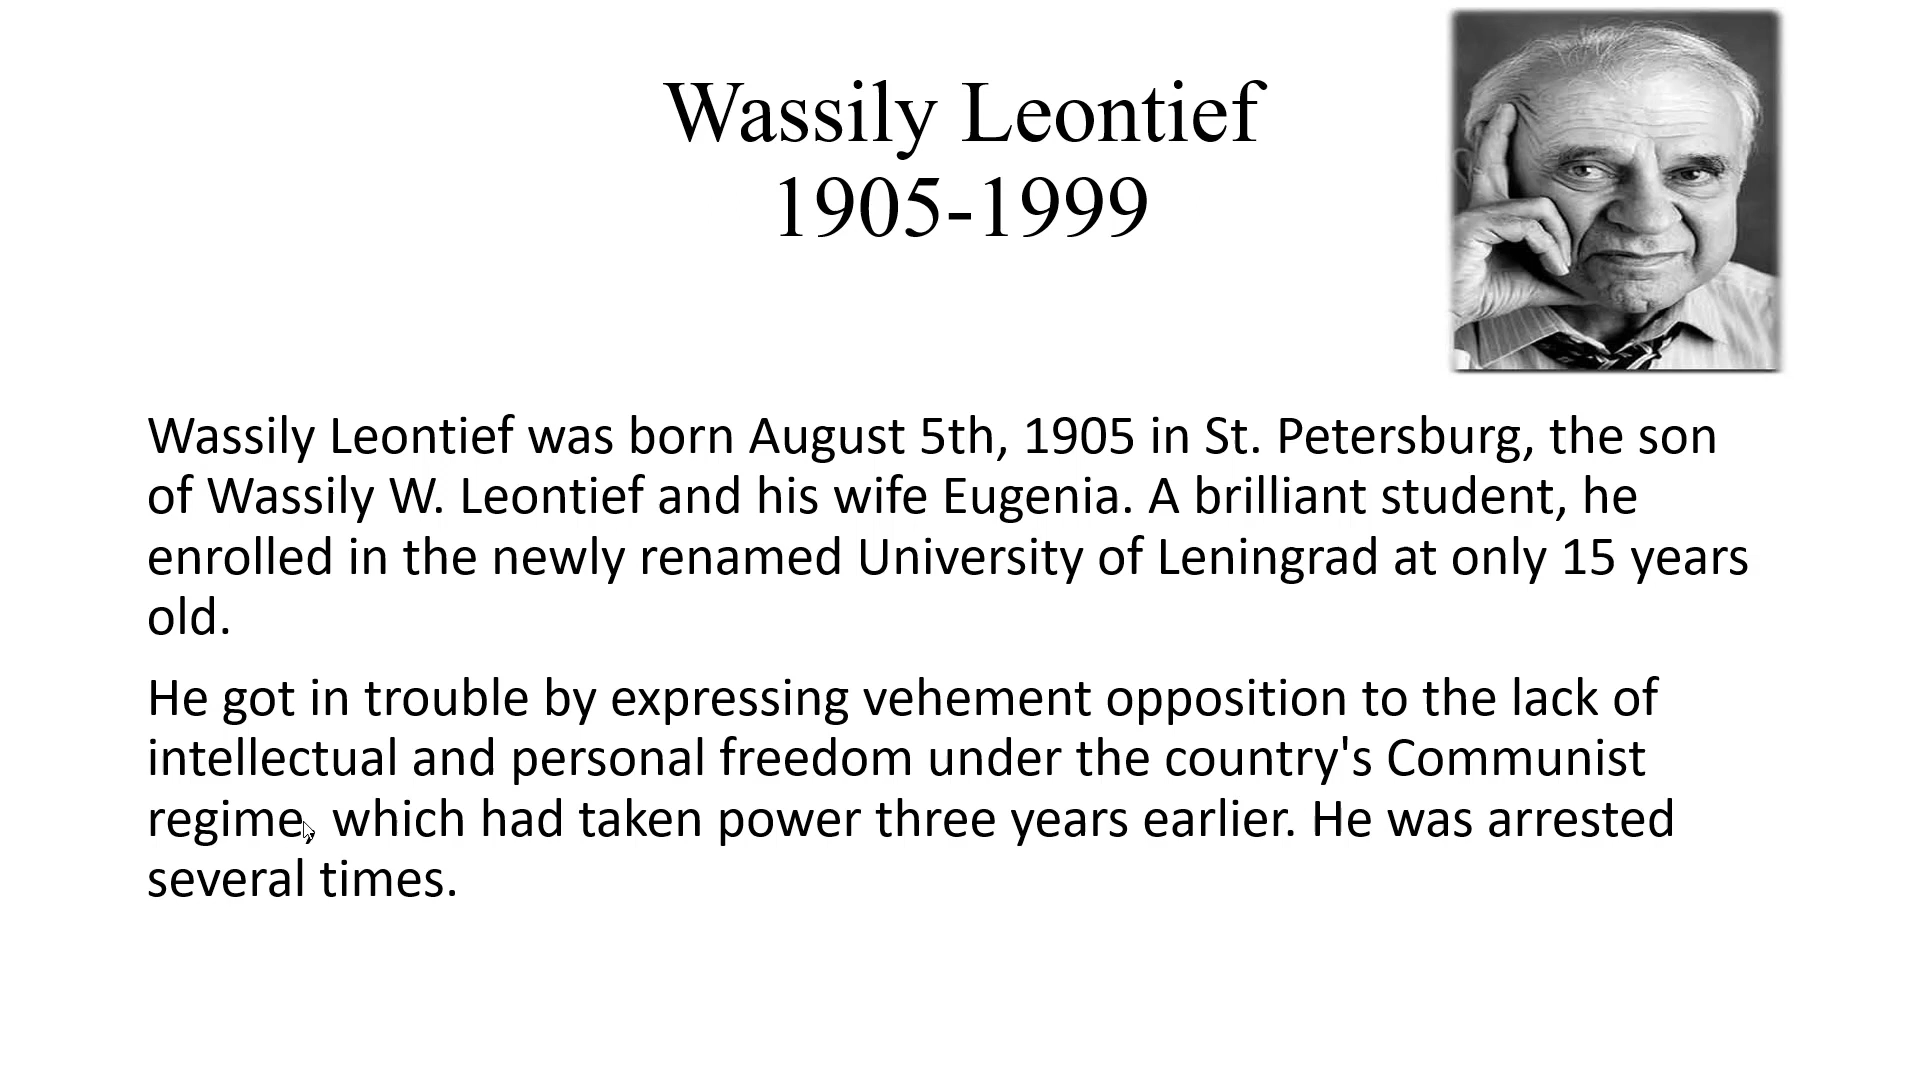 Wassily Leontief
1905-1999
Wassily Leontief was born August 5th, 1905 in St. Petersburg, the son
of Wassily W. Leontief and his wife Eugenia. A brilliant student, he
enrolled in the newly renamed University of Leningrad at only 15 years
old.
He got in trouble by expressing vehement opposition to the lack of
intellectual and personal freedom under the country's Communist
regime, which had taken power three years earlier. He was arrested
several times.